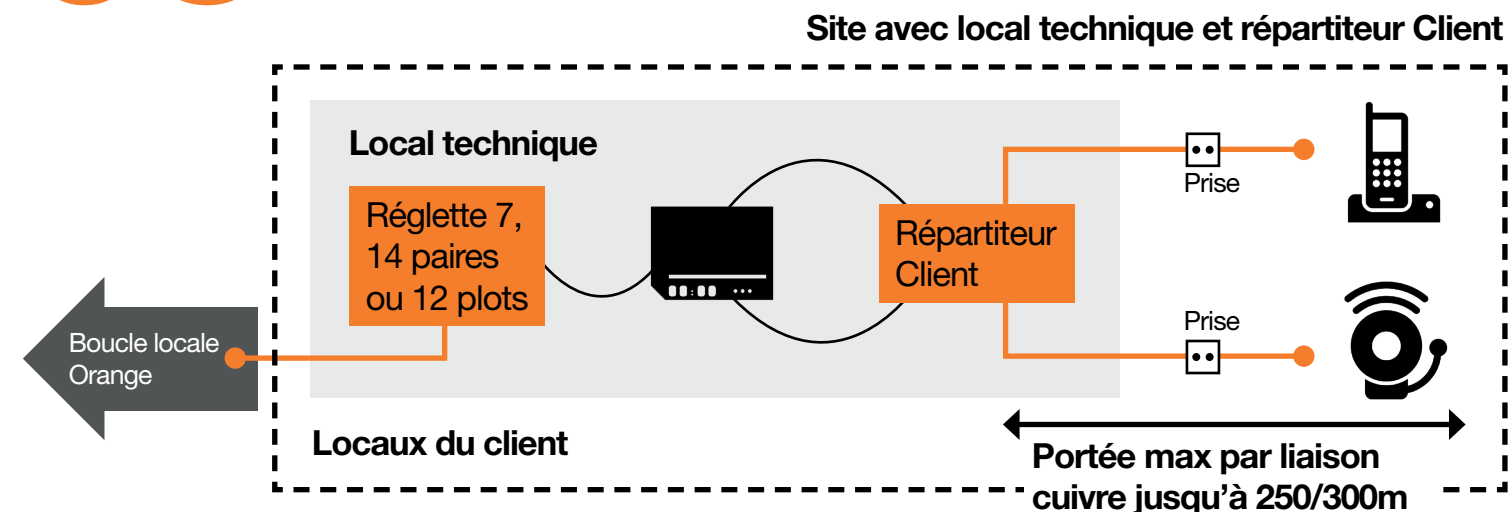 Site avec local technique et répartiteur Client
Local technique
Réglette 7,
14 paires
ou 12 plots
Répartiteur
Client
Prise
Prise
Boucle locale
Orange
Locaux du client
Portée max par liaison
cuivre jusqu’à 250/300m